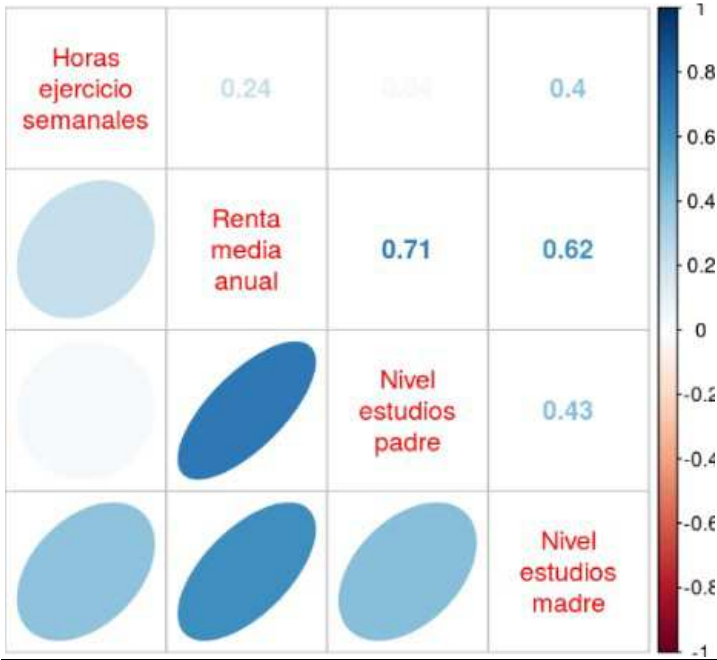 1
Horas
ejercicio
semanales
0.24
0.04
0.4
0.8
0.6
0.4
Renta
media
anual
0.71
0.62
0.2
0
Nivel
estudios
padre
0.43
-0.2
-0.4
-0.6
Nivel
estudios
madre
-0.8
-1